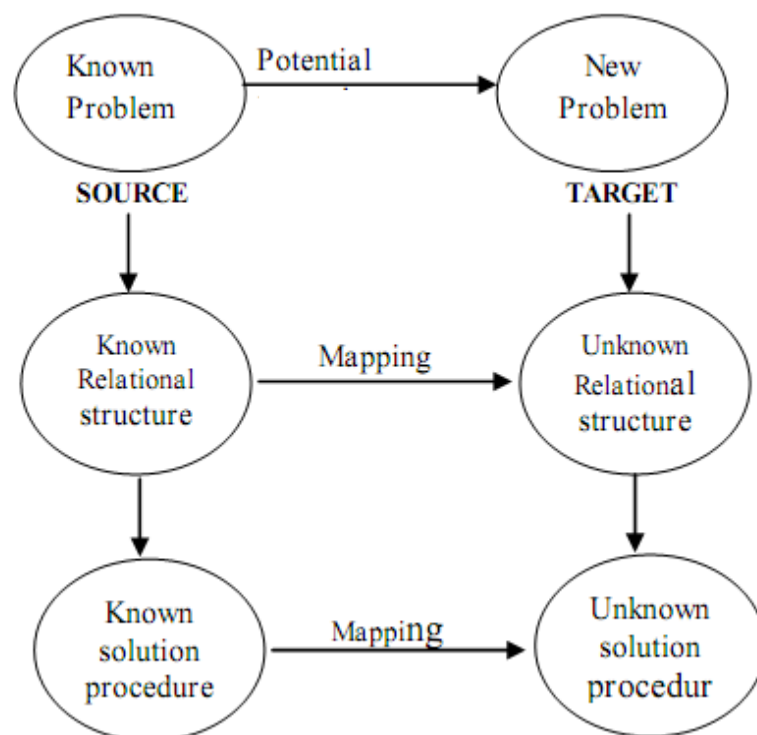 Known
Problem
Potential
New
Problem
SOURCE
TARGET
Known
Relational
structure
Mapping
Unknown
Relational
structure
Known
solution
procedure
Mapping
Unknown
solution
procedur